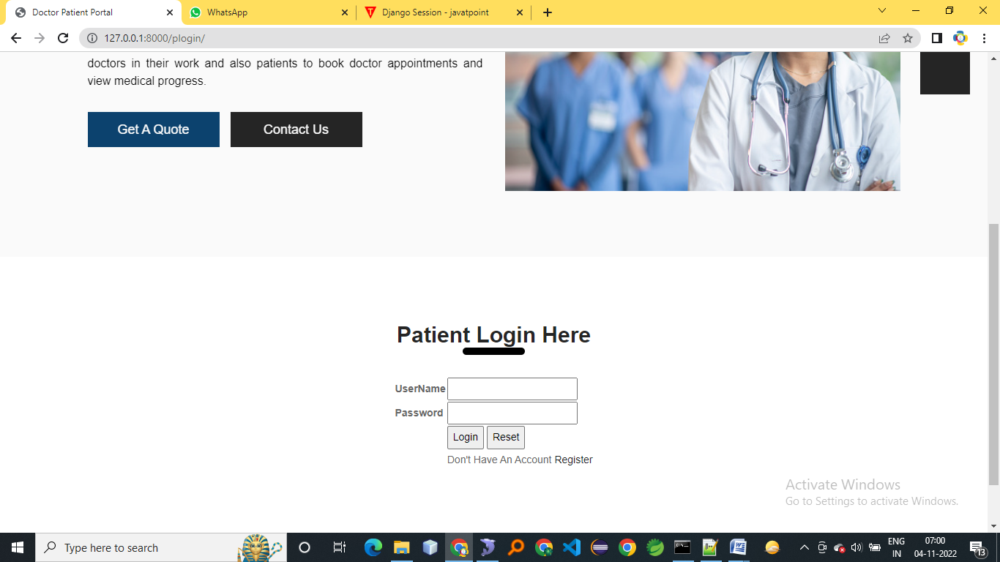 Doctor Patient Portal
WhatsApp
Django Session - javatpoint
127.0.0.1:8000/plogin/
doctors in their work and also patients to book doctor appointments and
view medical progress.
Get A Quote
Contact Us
Patient Login Here
UserName
Password
Login Reset
Don't Have An Account Register
Activate Windows
Go to Settings to activate Windows.
Type here to search
ENG
IN
07:00
04-11-2022
13